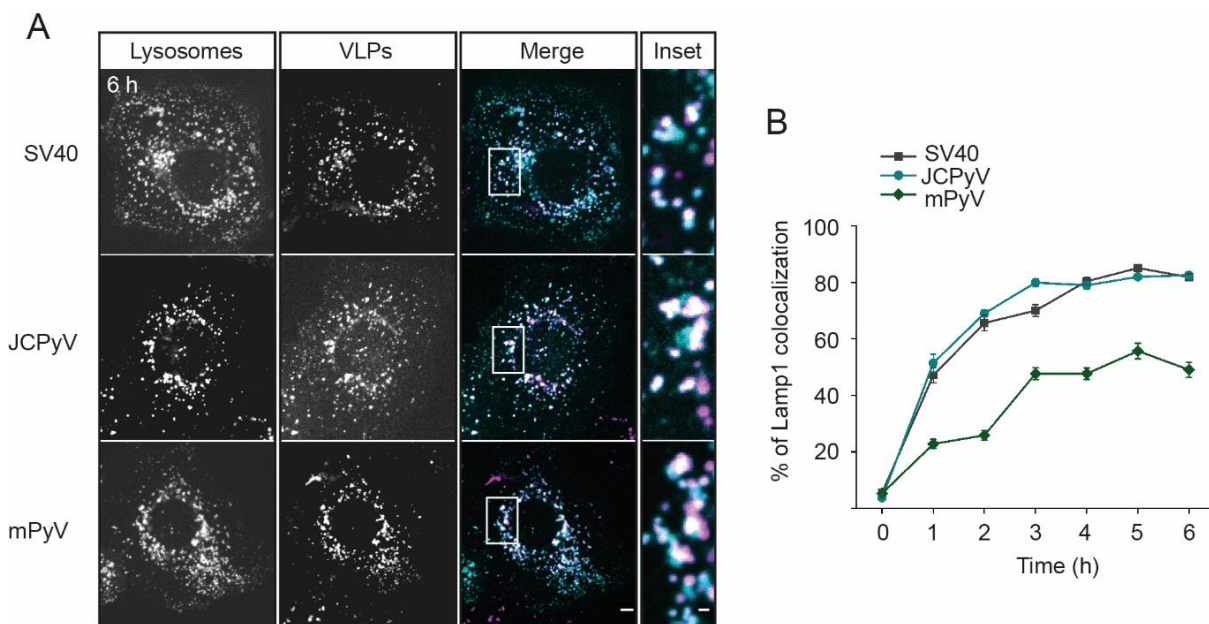 A
Lysosomes VLPs Merge Inset
6 h
SV40
JCPyV
mPyV
B
SV40
JCPyV
mPyV
% of Lamp1 colocalization
100
80
60
40
20
0 1 2 3 4 5 6
Time (h)